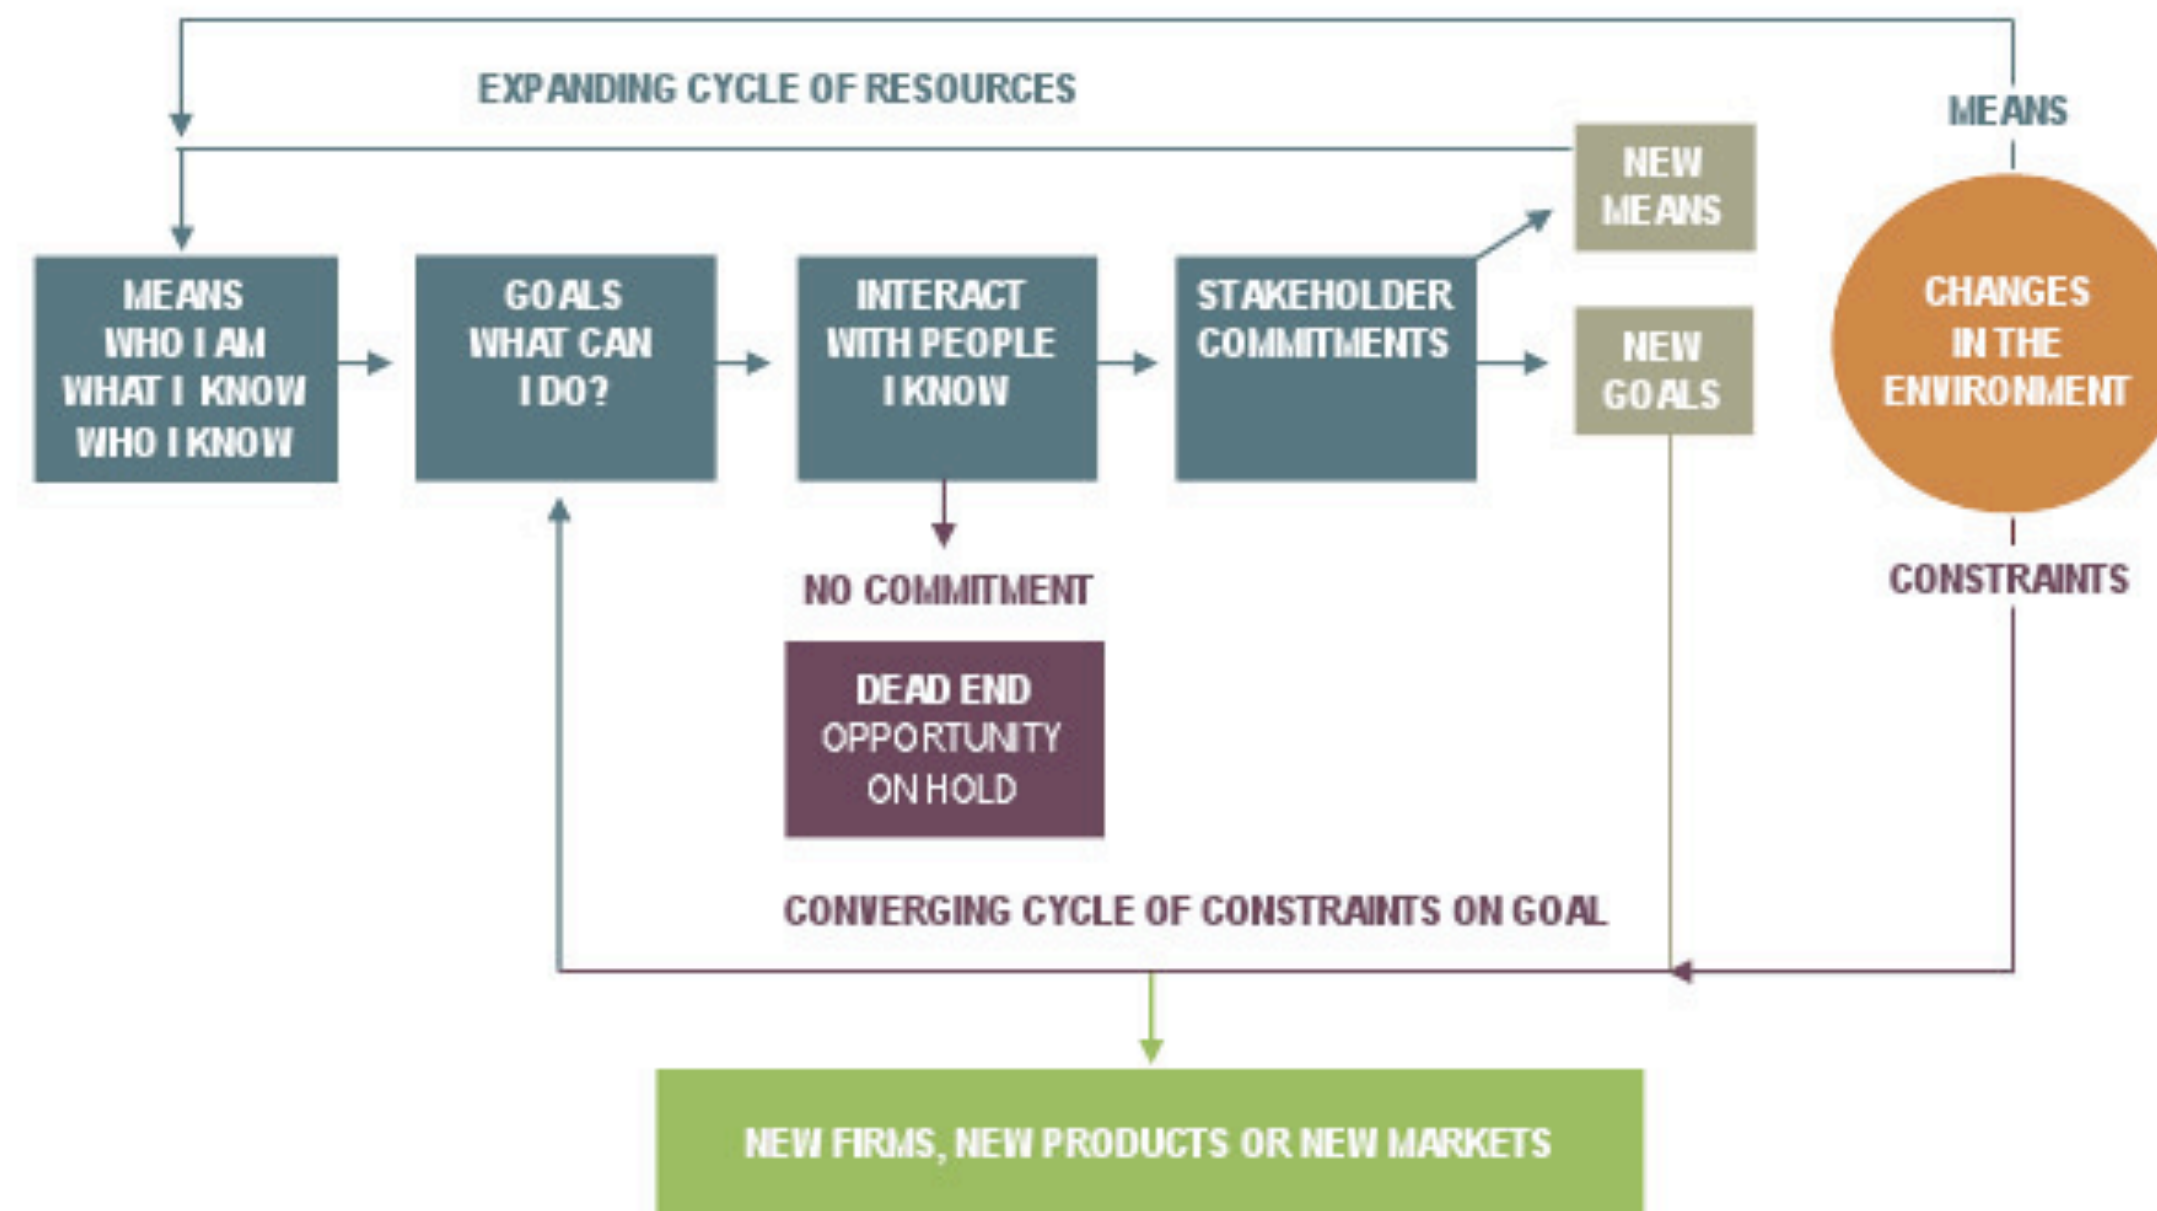 EXPANDING CYCLE OF RESOURCES
MEANS
NEW
MEANS
MEANS
WHO I AM
WHAT I KNOW
WHO I KNOW
GOALS
WHAT CAN
I DO?
INTERACT
WITH PEOPLE
I KNOW
STAKEHOLDER
COMMITMENTS
NEW
GOALS
CHANGES
IN THE
ENVIRONMENT
NO COMMITMENT
CONSTRAINTS
DEAD END
OPPORTUNITY
ON HOLD
CONVERGING CYCLE OF CONSTRAINTS ON GOAL
NEW FIRMS, NEW PRODUCTS OR NEW MARKETS